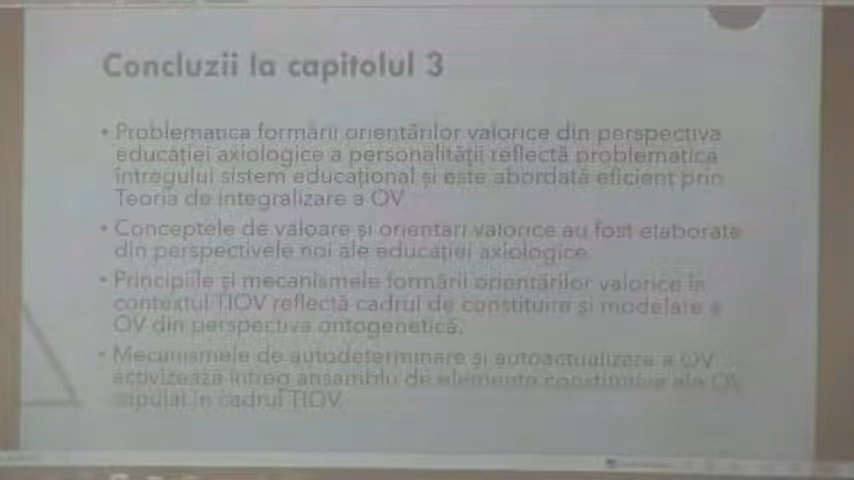 Concluzii la capitolul 3
• Problematica formării orientărilor valorice din perspectiva
educației axiologice a personalității reflectă problematica
întregului sistem educațional și este abordată eficient prin
Teoria de integralizare a OV
• Conceptele de valoare și orientări valorice au fost elaborate
din perspectivele noi ale educației axiologice
• Principiile și mecanismele formării orientărilor valorice în
contextul TIOV reflectă cadrul de constituire și modelare a
OV din perspectiva ontogenetică.
• Mecanismele de autodeterminare și autoactualizare a OV
activizează întreg ansamblu de elemente constitutive ale OV
în cadrul TIOV